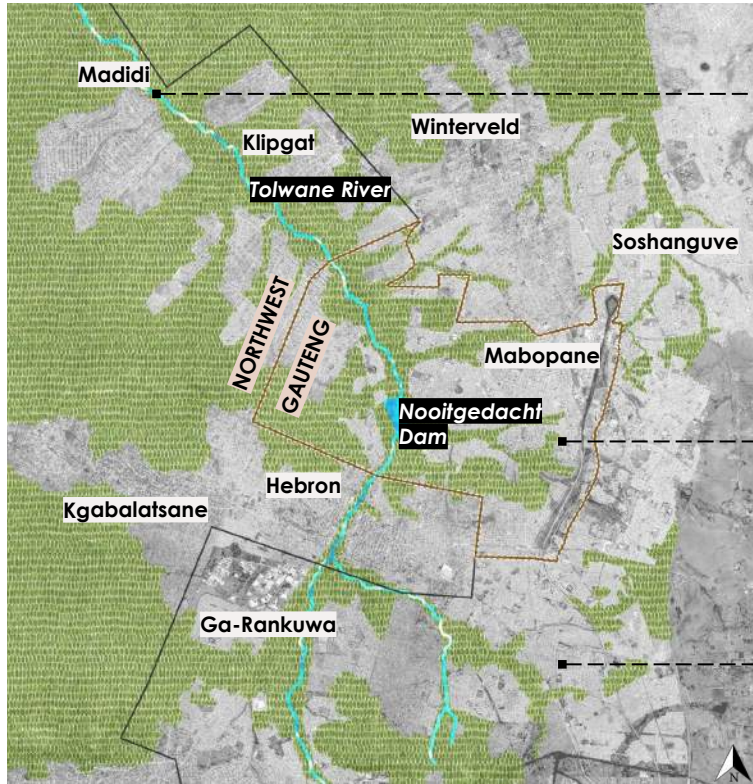 Madidi
Winterveld
Klipgat
Tolwane River
Soshanguve
NORTHWEST
GAUTENG
Mabopane
Nooitgedacht
Dam
Hebron
Kgabalatsane
Ga-Rankuwa
N